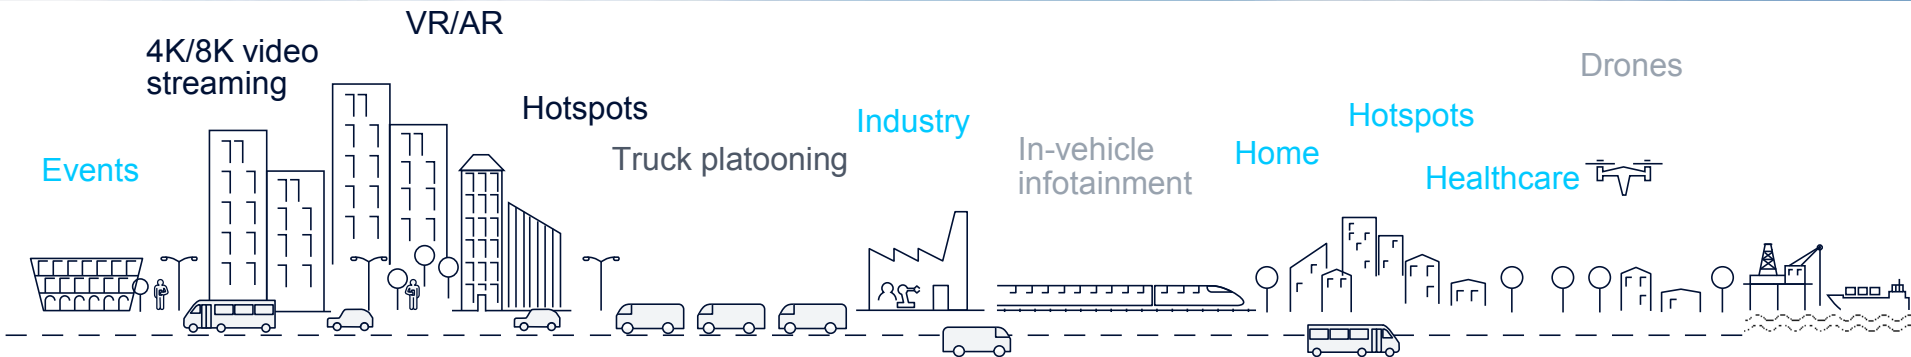 VR/AR
4K/8K video
streaming
Drones
Hotspots
Industry
Hotspots
Truck platooning
In-vehicle
infotainment
Home
Events
Healthcare